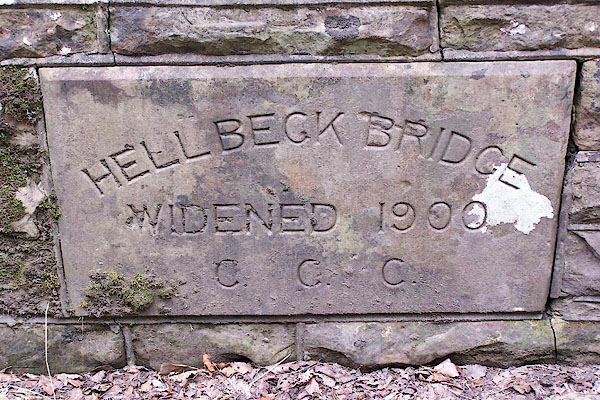 HELLBECK BRIDGE
WIDENED 1900
C. C. C.